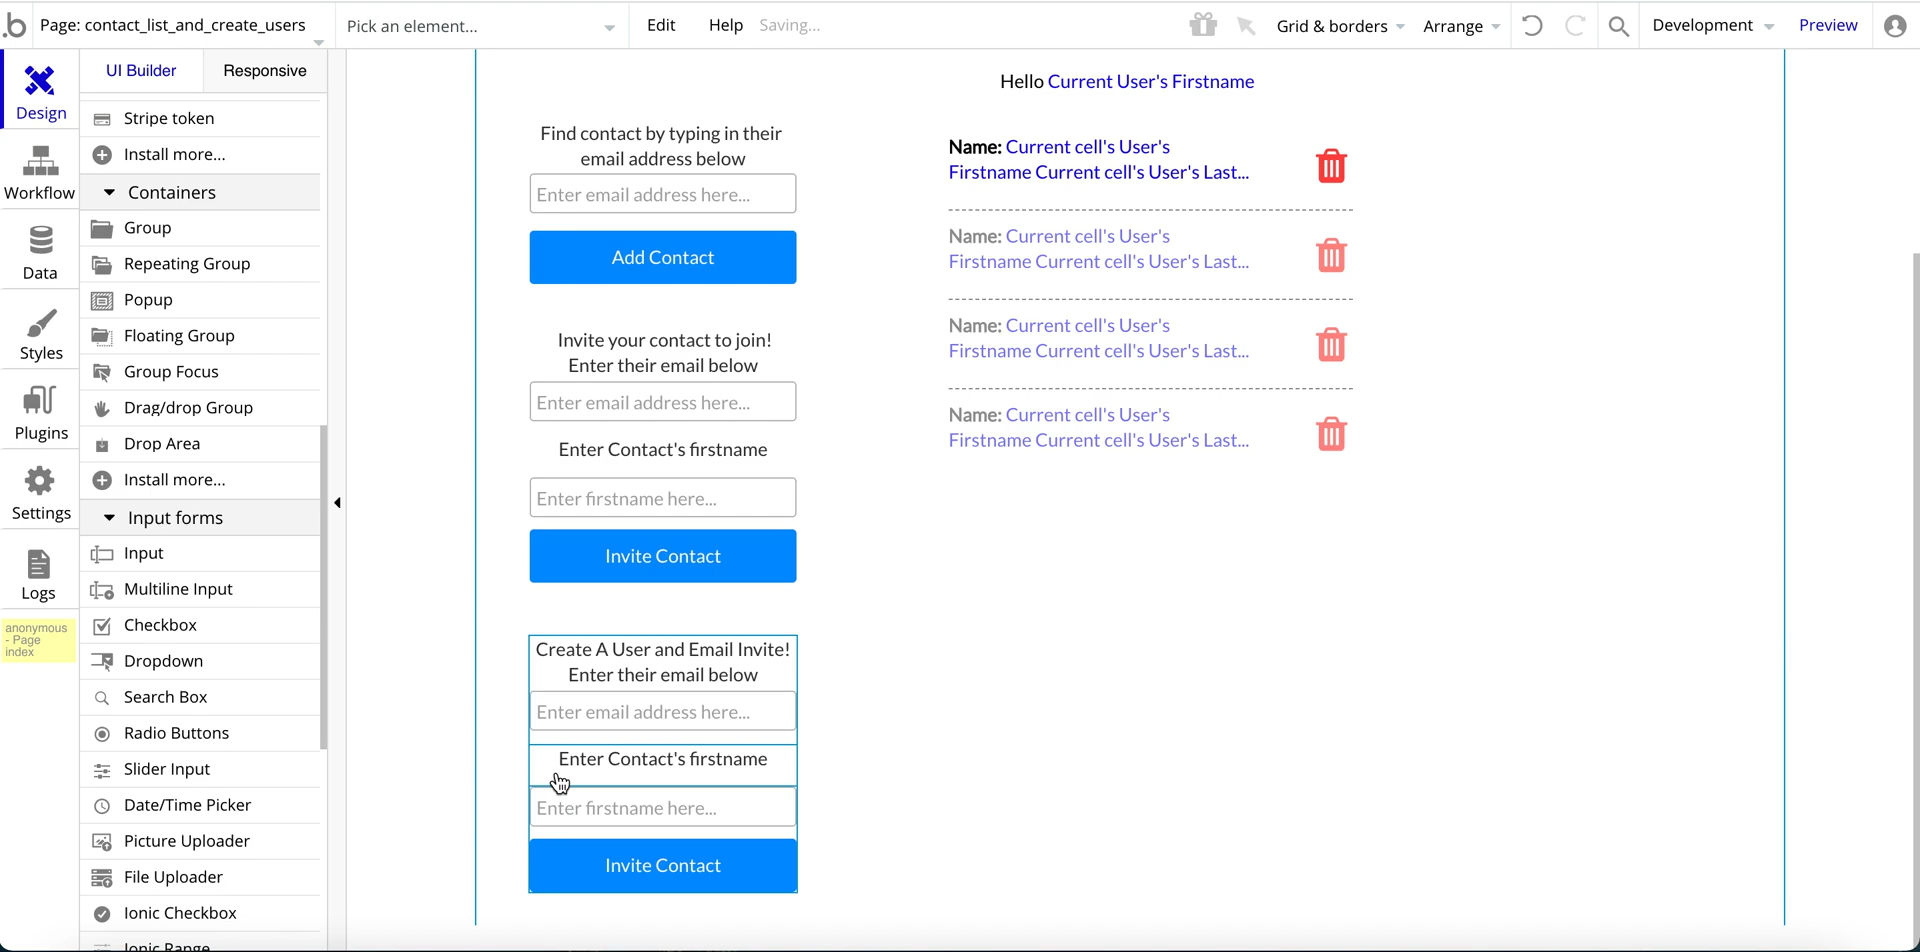 .b Page: contact_list_and_create_users Pick an element... Edit Help Saving... Grid & borders Arrange Development Preview
UI Builder Responsive
Design
Workflow
Data
Styles
Plugins
Settings
Logs
anonymous
- Page
index
Stripe token
Install more...
Containers
Group
Repeating Group
Popup
Floating Group
Group Focus
Drag/drop Group
Drop Area
Install more...
Input forms
Input
Multiline Input
Checkbox
Dropdown
Search Box
Radio Buttons
Slider Input
Date/Time Picker
Picture Uploader
File Uploader
Ionic Checkbox
Ionic Range
Find contact by typing in their
email address below
Enter email address here...
Add Contact
Invite your contact to join!
Enter their email below
Enter email address here...
Enter Contact's firstname
Enter firstname here...
Invite Contact
Create A User and Email Invite!
Enter their email below
Enter email address here...
Enter Contact's firstname
Enter firstname here...
Invite Contact
Hello Current User's Firstname
Name: Current cell's User's
Firstname Current cell's User's Last...
Name: Current cell's User's
Firstname Current cell's User's Last...
Name: Current cell's User's
Firstname Current cell's User's Last...
Name: Current cell's User's
Firstname Current cell's User's Last...